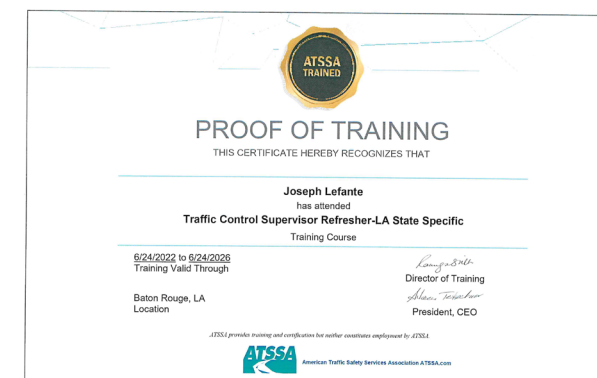 ATSSA
TRAINED
PROOF OF TRAINING
THIS CERTIFICATE HEREBY RECOGNIZES THAT
Joseph Lefante
has attended
Traffic Control Supervisor Refresher-LA State Specific
Training Course
6/24/2022 to 6/24/2026
Training Valid Through
Director of Training
Baton Rouge, LA
Location
President, CEO
ATSSA provides training and certification but neither constitutes employment by ATSSA
ATSSA
American Traffic Safety Services Association ATSSA.com